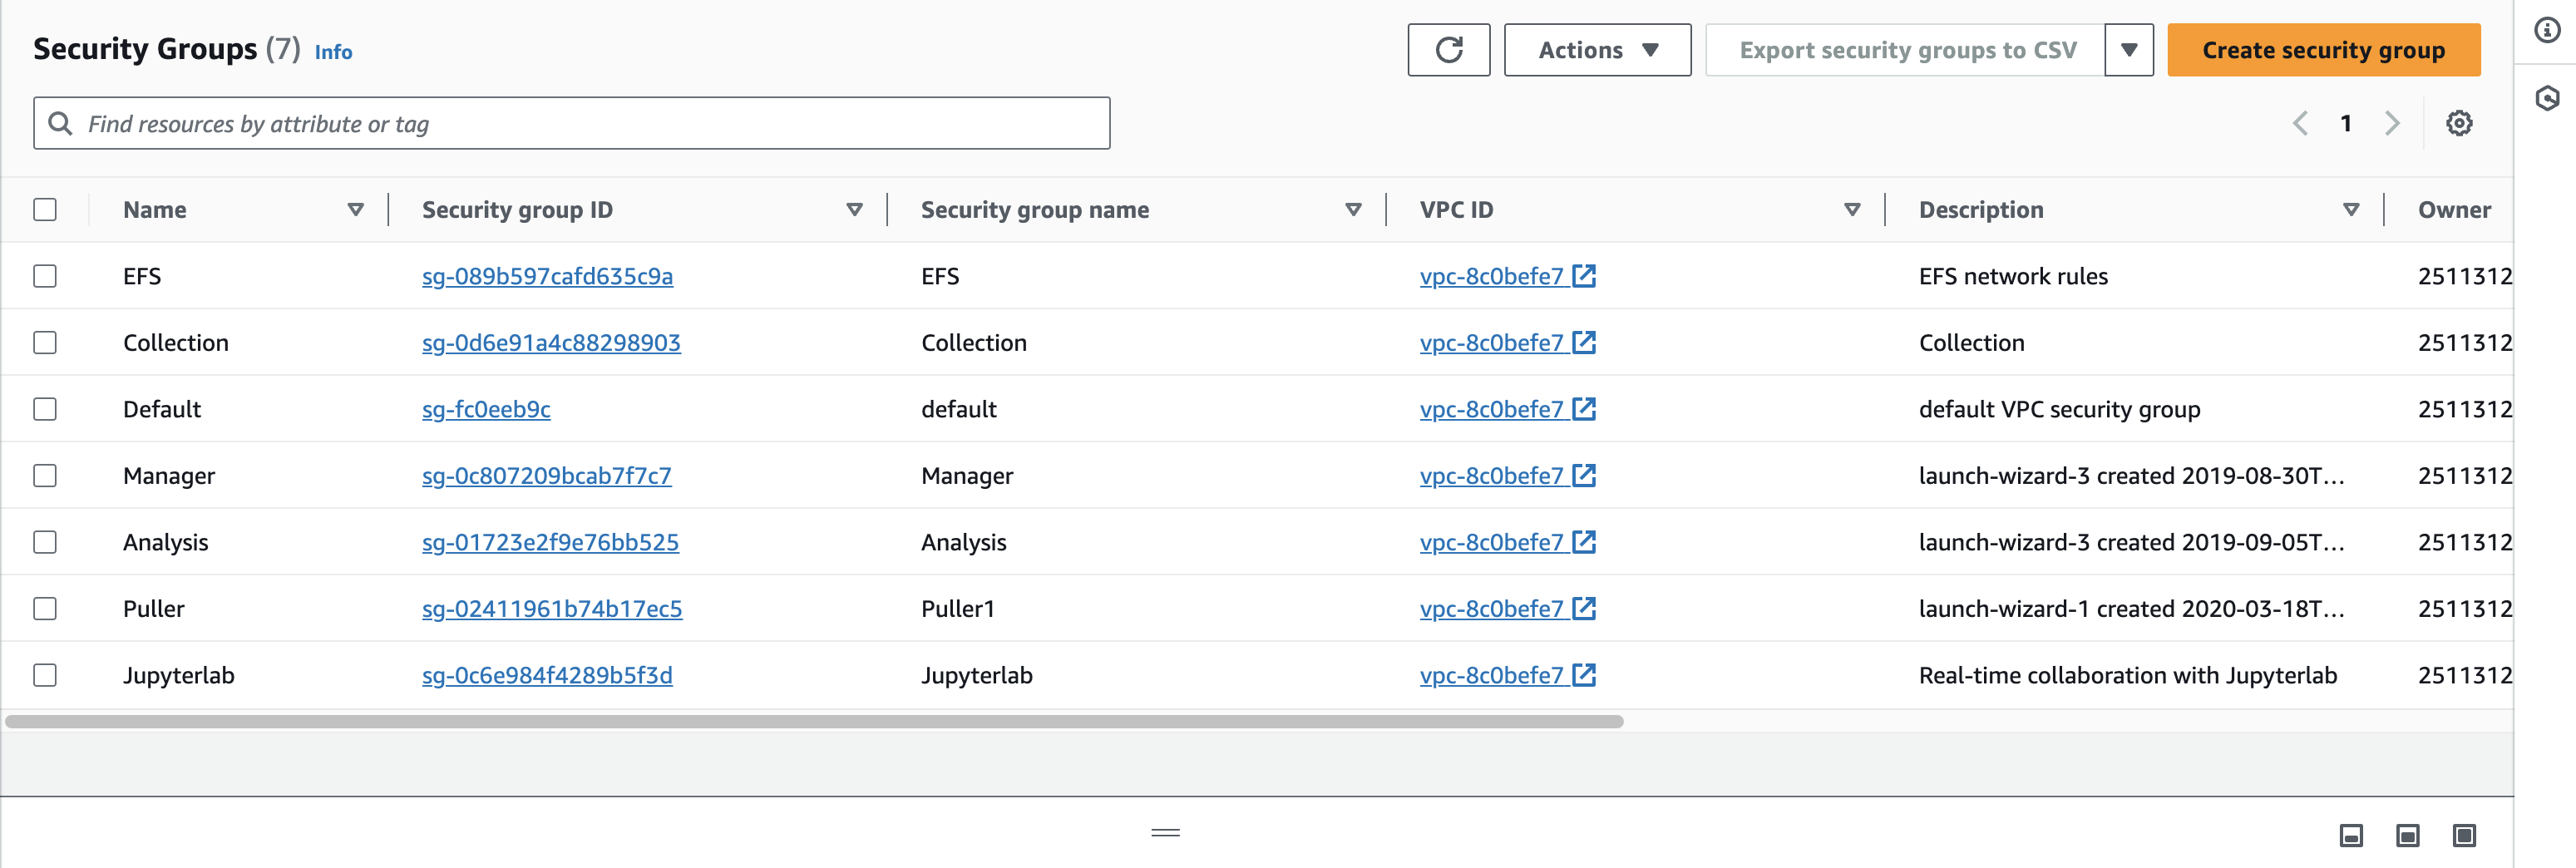 Security Groups (7) Info
Actions
Export security groups to CSV
Create security group
Find resources by attribute or tag
1
Name Security group ID Security group name VPC ID Description Owner
EFS sg-089b597cafd635c9a EFS vpc-8c0befe7 EFS network rules 2511312
Collection sg-0d6e91a4c88298903 Collection vpc-8c0befe7 Collection 2511312
Default sg-fc0eeb9c default vpc-8c0befe7 default VPC security group 2511312
Manager sg-0c807209bcab7f7c7 Manager vpc-8c0befe7 launch-wizard-3 created 2019-08-30T... 2511312
Analysis sg-01723e2f9e76bb525 Analysis vpc-8c0befe7 launch-wizard-3 created 2019-09-05T... 2511312
Puller sg-02411961b74b17ec5 Puller1 vpc-8c0befe7 launch-wizard-1 created 2020-03-18T... 2511312
Jupyterlab sg-0c6e984f4289b5f3d Jupyterlab vpc-8c0befe7 Real-time collaboration with Jupyterlab 2511312